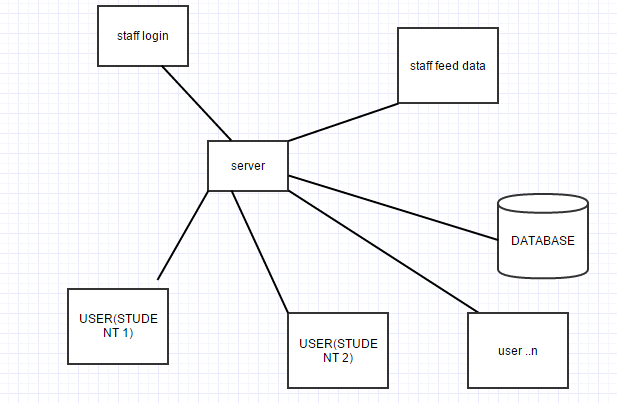 staff login
staff feed data
server
DATABASE
USER(STUDE
NT 1)
USER(STUDE
NT 2)
user ..n